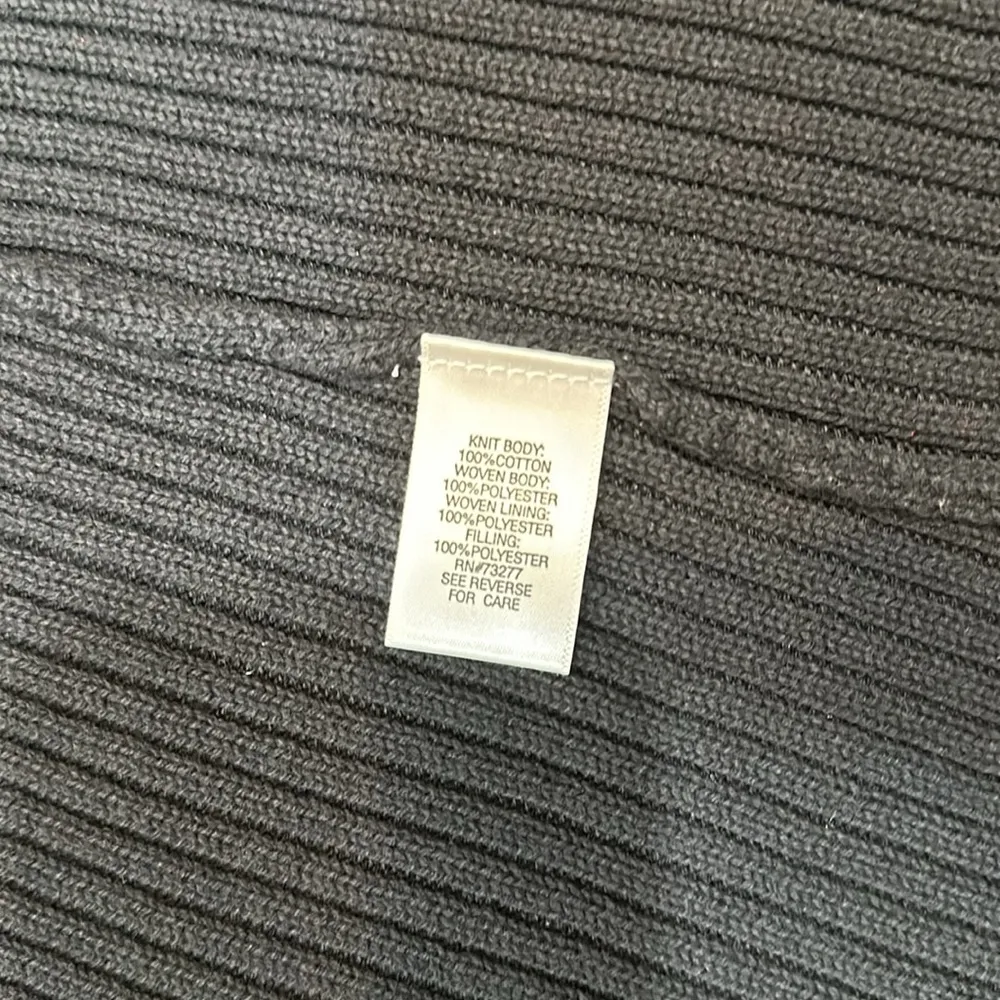 KNIT BODY:
100%COTTON
WOVEN BODY:
100%POLYESTER
WOVEN LINING:
100%POLYESTER
FILLING:
100%POLYESTER
RN#73277
SEE REVERSE
FOR CARE